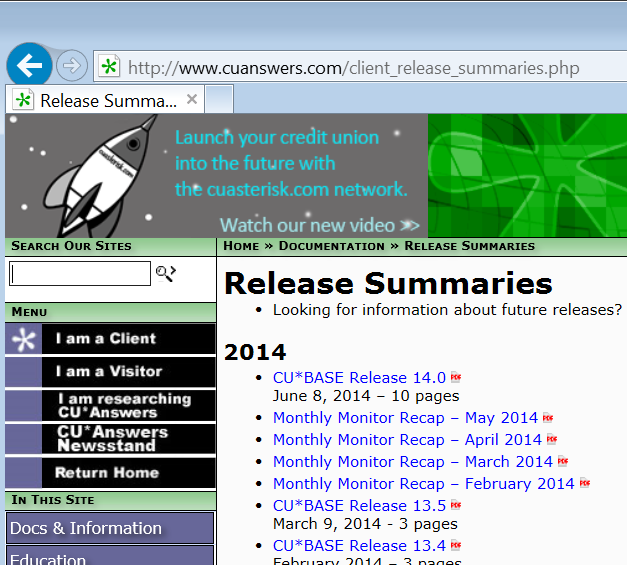 http://www.cuanswers.com/client_release_summaries.php
Release Summa...
cuasterisk.com
Launch your credit union
into the future with
the cuasterisk.com network.
Watch our new video >>
Search Our Sites
Menu
I am a Client
I am a Visitor
I am researching
CU*Answers
CU*Answers
Newsstand
Return Home
In This Site
Docs & Information
Education
Home » Documentation » Release Summaries
Release Summaries
• Looking for information about future releases?
2014
• CU*BASE Release 14.0
June 8, 2014 – 10 pages
• Monthly Monitor Recap – May 2014
• Monthly Monitor Recap – April 2014
• Monthly Monitor Recap – March 2014
• Monthly Monitor Recap – February 2014
• CU*BASE Release 13.5
March 9, 2014 - 3 pages
• CU*BASE Release 13.4
February 2014 – 3 pages